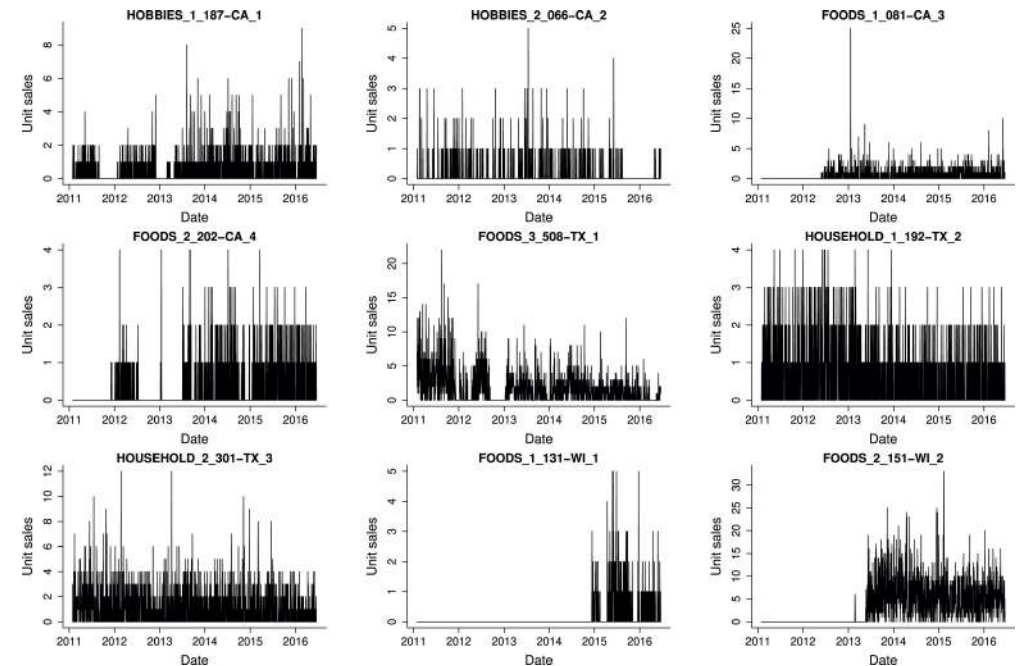 HOBBIES_1_187-CA_1
Unit sales
0 2 4 6 8
2011 2012 2013 2014 2015 2016
Date
HOBBIES_2_066-CA_2
Unit sales
0 1 2 3 4 5
2011 2012 2013 2014 2015 2016
Date
FOODS_1_081-CA_3
Unit sales
0 5 10 15 20 25
2011 2012 2013 2014 2015 2016
Date
FOODS_2_202-CA_4
Unit sales
0 1 2 3 4
2011 2012 2013 2014 2015 2016
Date
FOODS_3_508-TX_1
Unit sales
0 5 10 15 20
2011 2012 2013 2014 2015 2016
Date
HOUSEHOLD_1_192-TX_2
Unit sales
0 1 2 3 4
2011 2012 2013 2014 2015 2016
Date
HOUSEHOLD_2_301-TX_3
Unit sales
0 2 4 6 8 10 12
2011 2012 2013 2014 2015 2016
Date
FOODS_1_131-WI_1
Unit sales
0 1 2 3 4 5
2011 2012 2013 2014 2015 2016
Date
FOODS_2_151-WI_2
Unit sales
0 5 10 15 20 25 30
2011 2012 2013 2014 2015 2016
Date